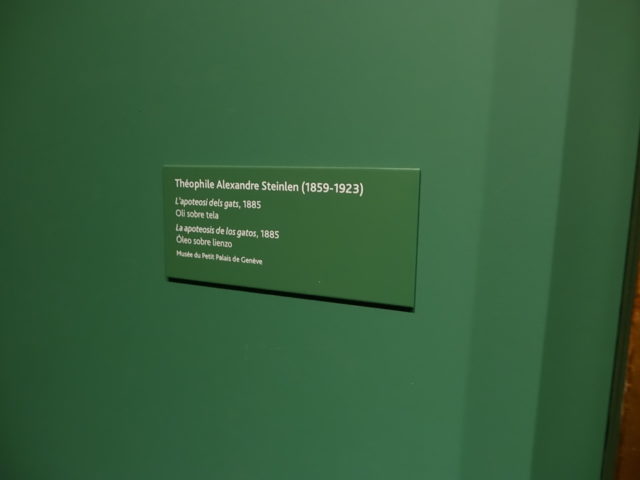 Théophile Alexandre Steinlen (1859-1923)
L'apoteosi dels gats, 1885
Oli sobre tela
La apoteosis de los gatos, 1885
Óleo sobre lienzo
Musée du Petit Palais de Genève